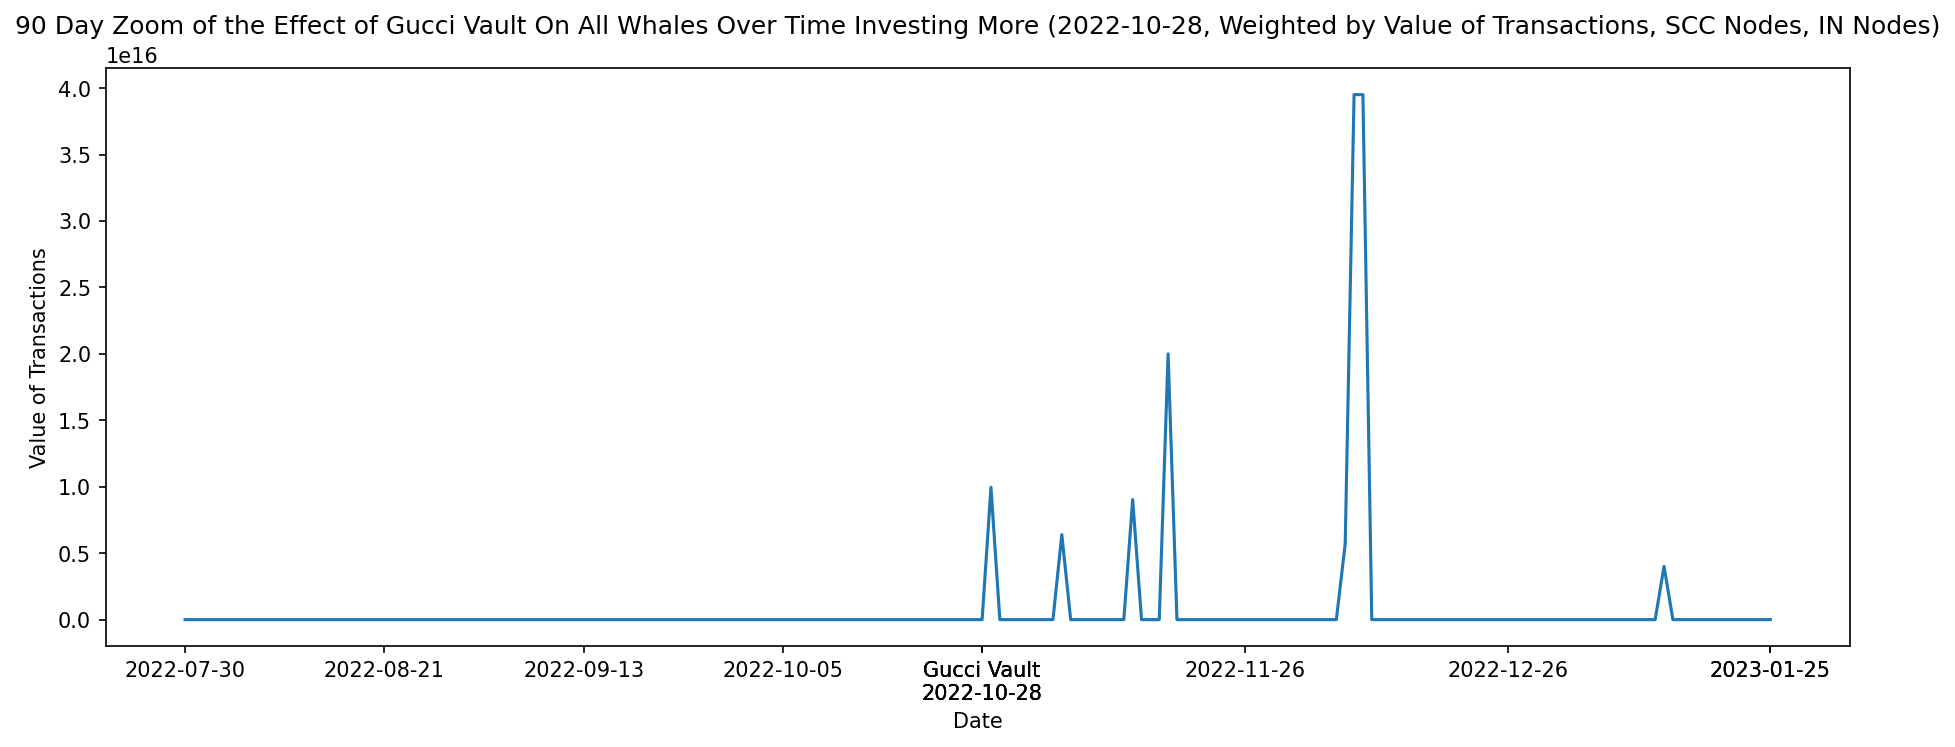 90 Day Zoom of the Effect of Gucci Vault On All Whales Over Time Investing More (2022-10-28, Weighted by Value of Transactions, SCC Nodes, IN Nodes)
1e16
4.0
3.5
3.0
2.5
2.0
1.5
1.0
0.5
0.0
Value of Transactions
2022-07-30 2022-08-21 2022-09-13 2022-10-05 Gucci Vault 2022-11-26 2022-12-26 2023-01-25
2022-10-28
Date